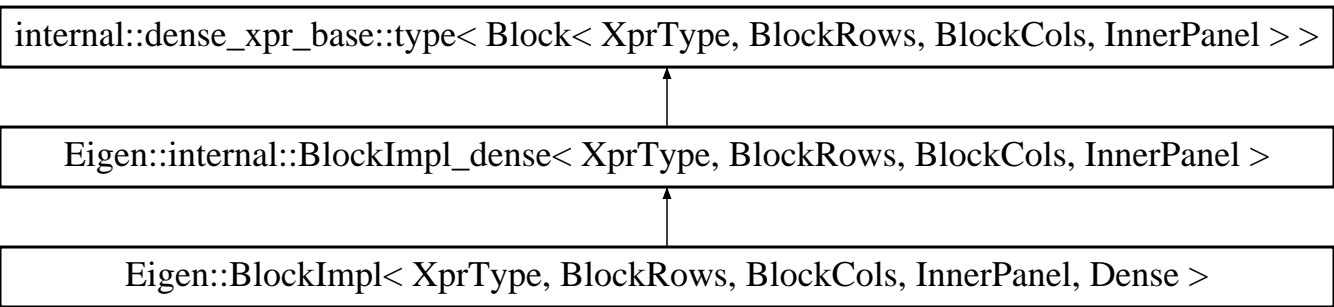 internal::dense_xpr_base::type< Block< XprType, BlockRows, BlockCols, InnerPanel > >
Eigen::internal::BlockImpl_dense< XprType, BlockRows, BlockCols, InnerPanel >
Eigen::BlockImpl< XprType, BlockRows, BlockCols, InnerPanel, Dense >